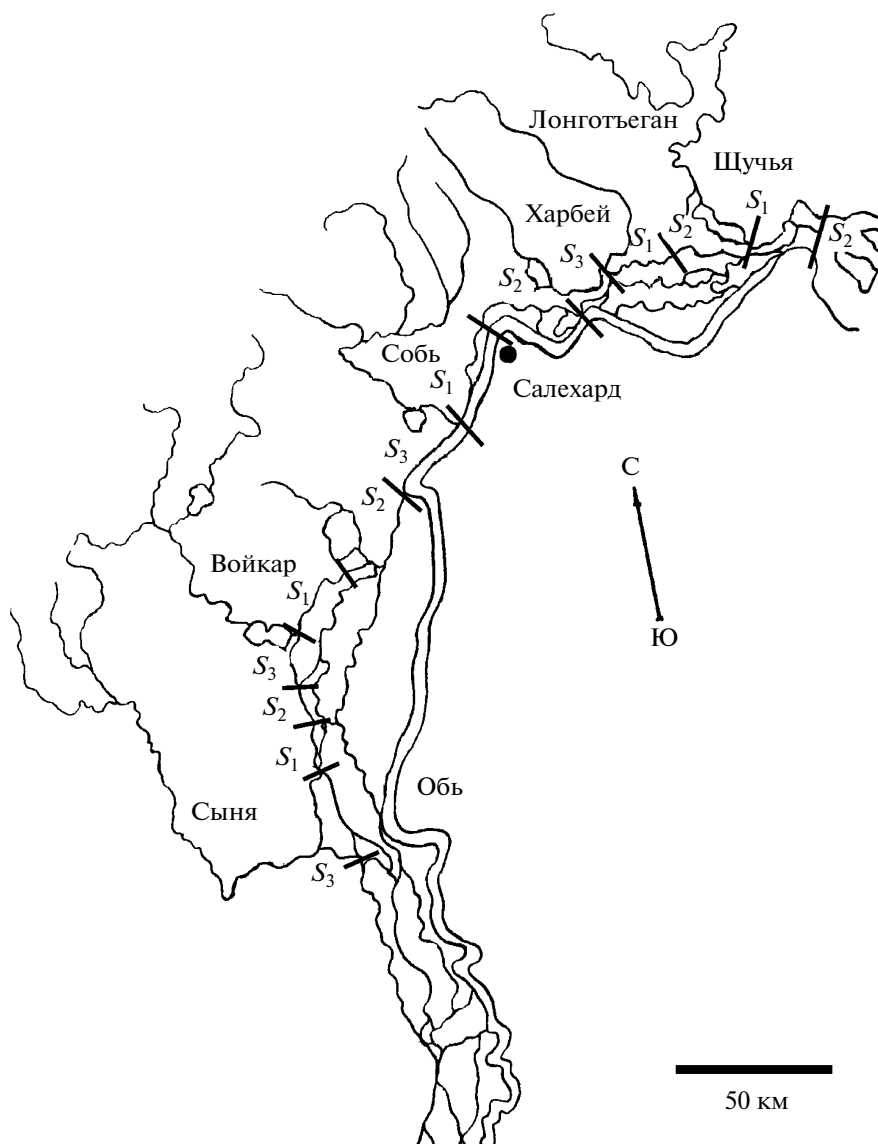 Лонготъеган
Щучья
S₁
Харбей
S₁
S₂
S₂
S₃
S₂
Собь
S₁
Салехард
S₃
С
S₂
Войкар
S₁
Ю
S₃
S₂
S₁
Обь
Сыня
S₃
50 км